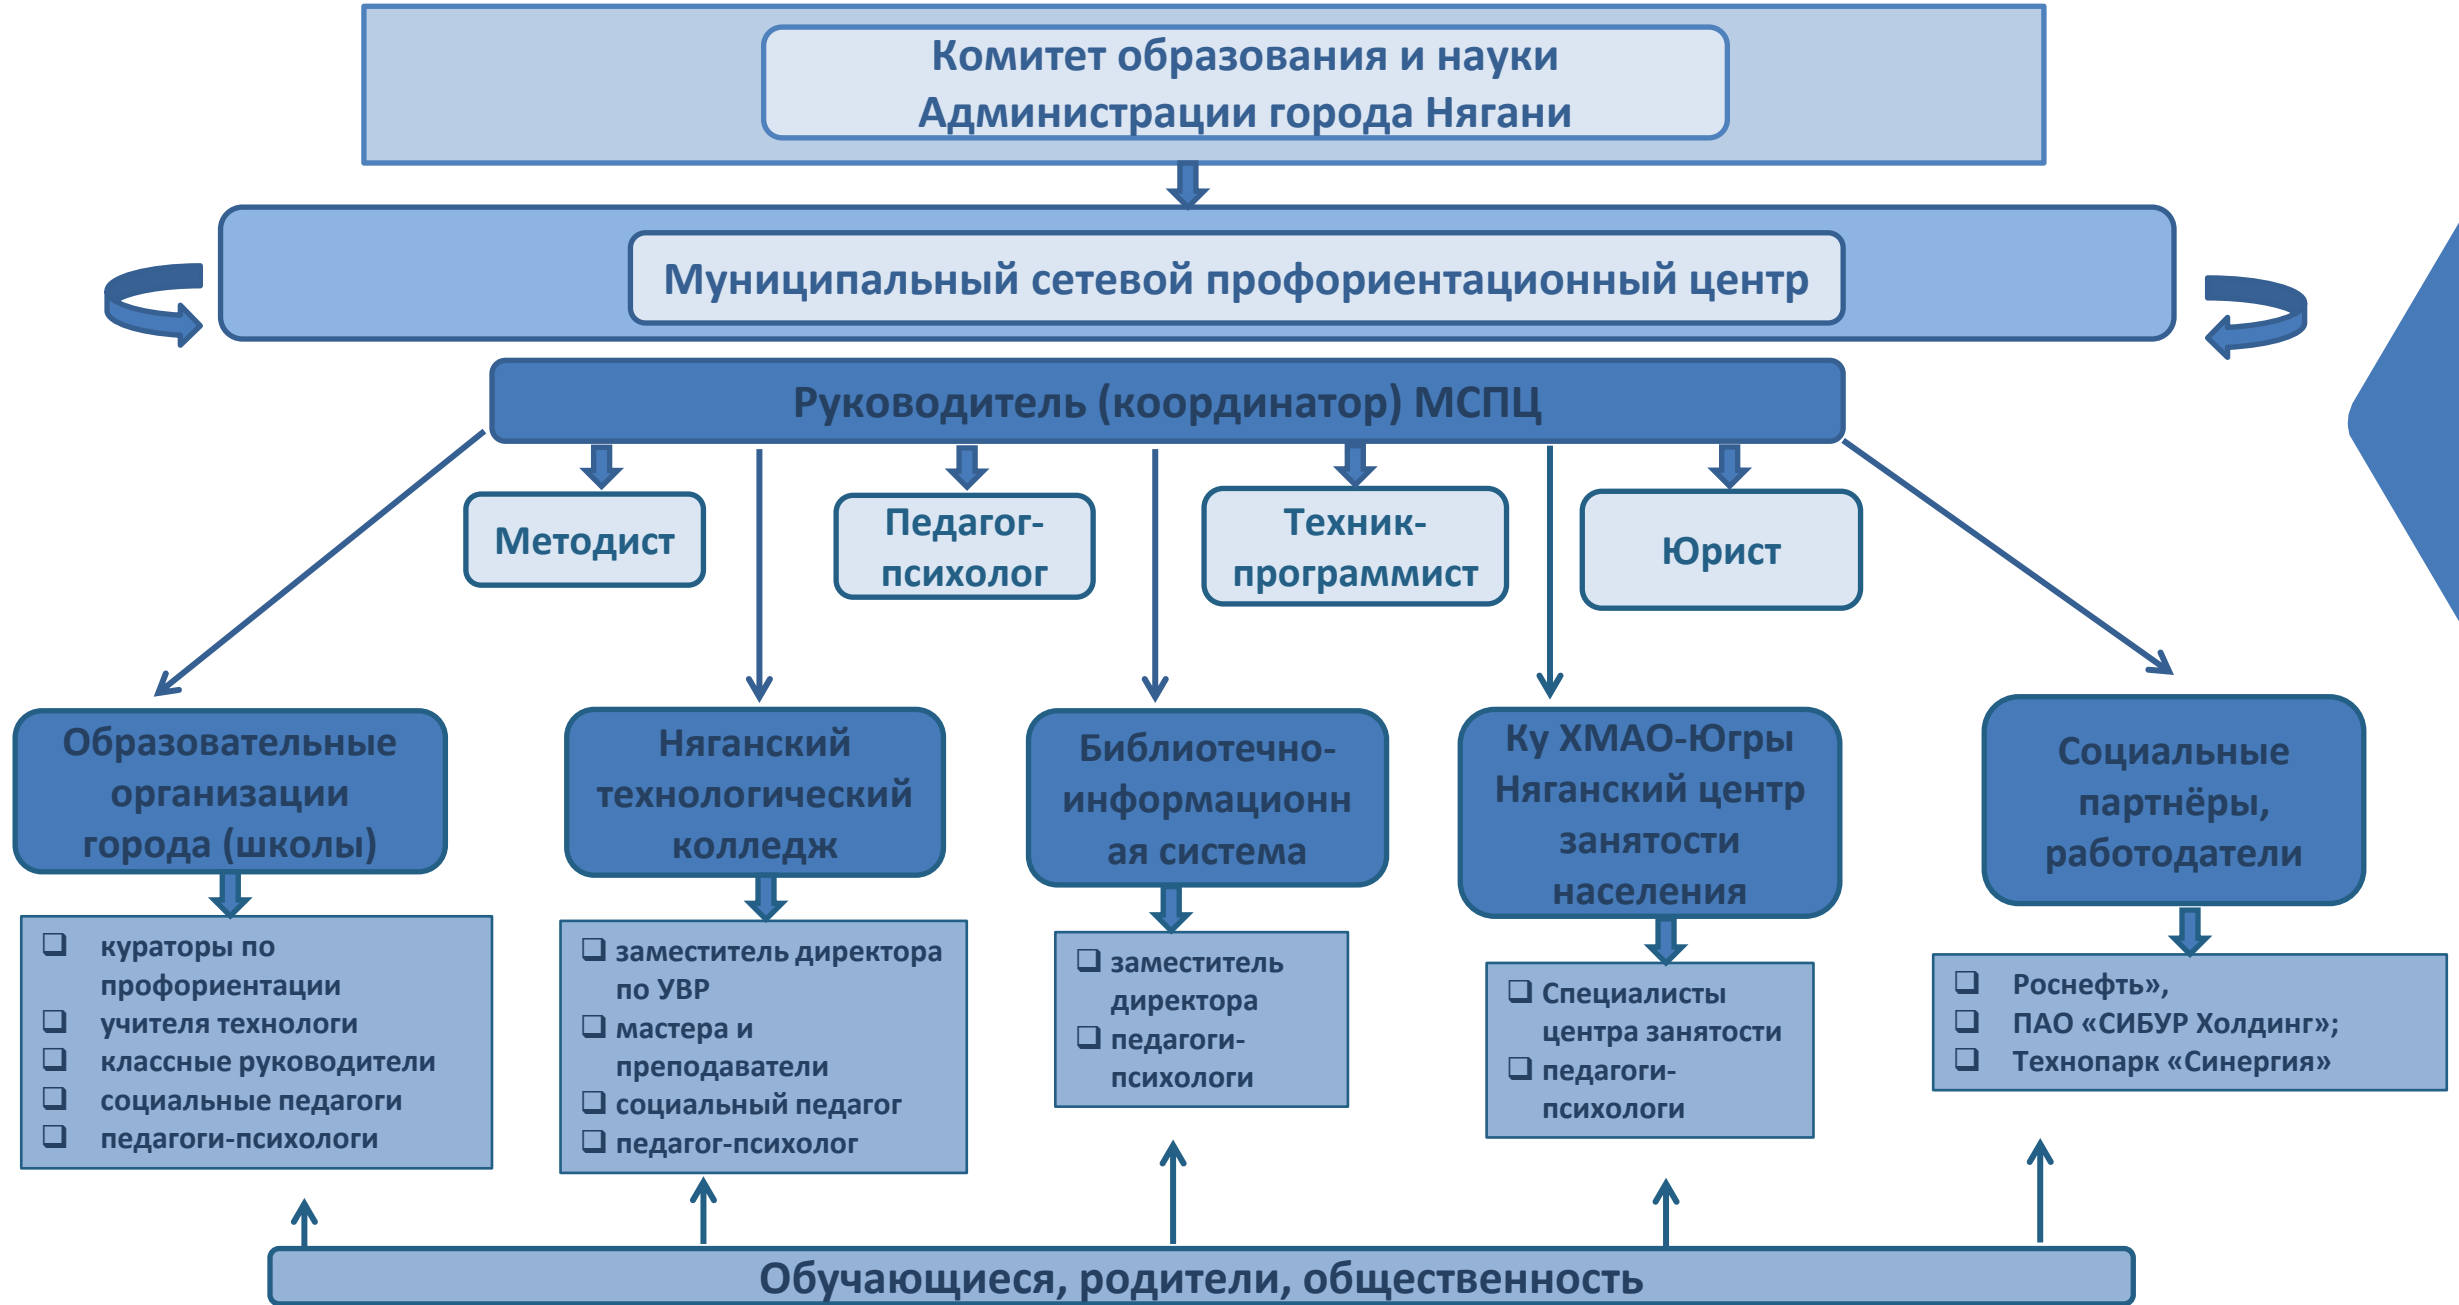 Комитет образования и науки
Администрации города Нягани
Муниципальный сетевой профориентационный центр
Руководитель (координатор) МСПЦ
Методист
Педагог-
психолог
Техник-
программист
Юрист
Образовательные
организации
города (школы)
Няганский
технологический
колледж
Библиотечно-
информационн
ая система
Ку ХМАО-Югры
Няганский центр
занятости
населения
Социальные
партнёры,
работодатели
кураторы по
профориентации
учителя технологи
классные руководители
социальные педагоги
педагоги-психологи
заместитель директора
по УВР
мастера и
преподаватели
социальный педагог
педагог-психолог
заместитель
директора
педагоги-
психологи
Специалисты
центра занятости
педагоги-
психологи
Роснефть»,
ПАО «СИБУР Холдинг»;
Технопарк «Синергия»
Обучающиеся, родители, общественность